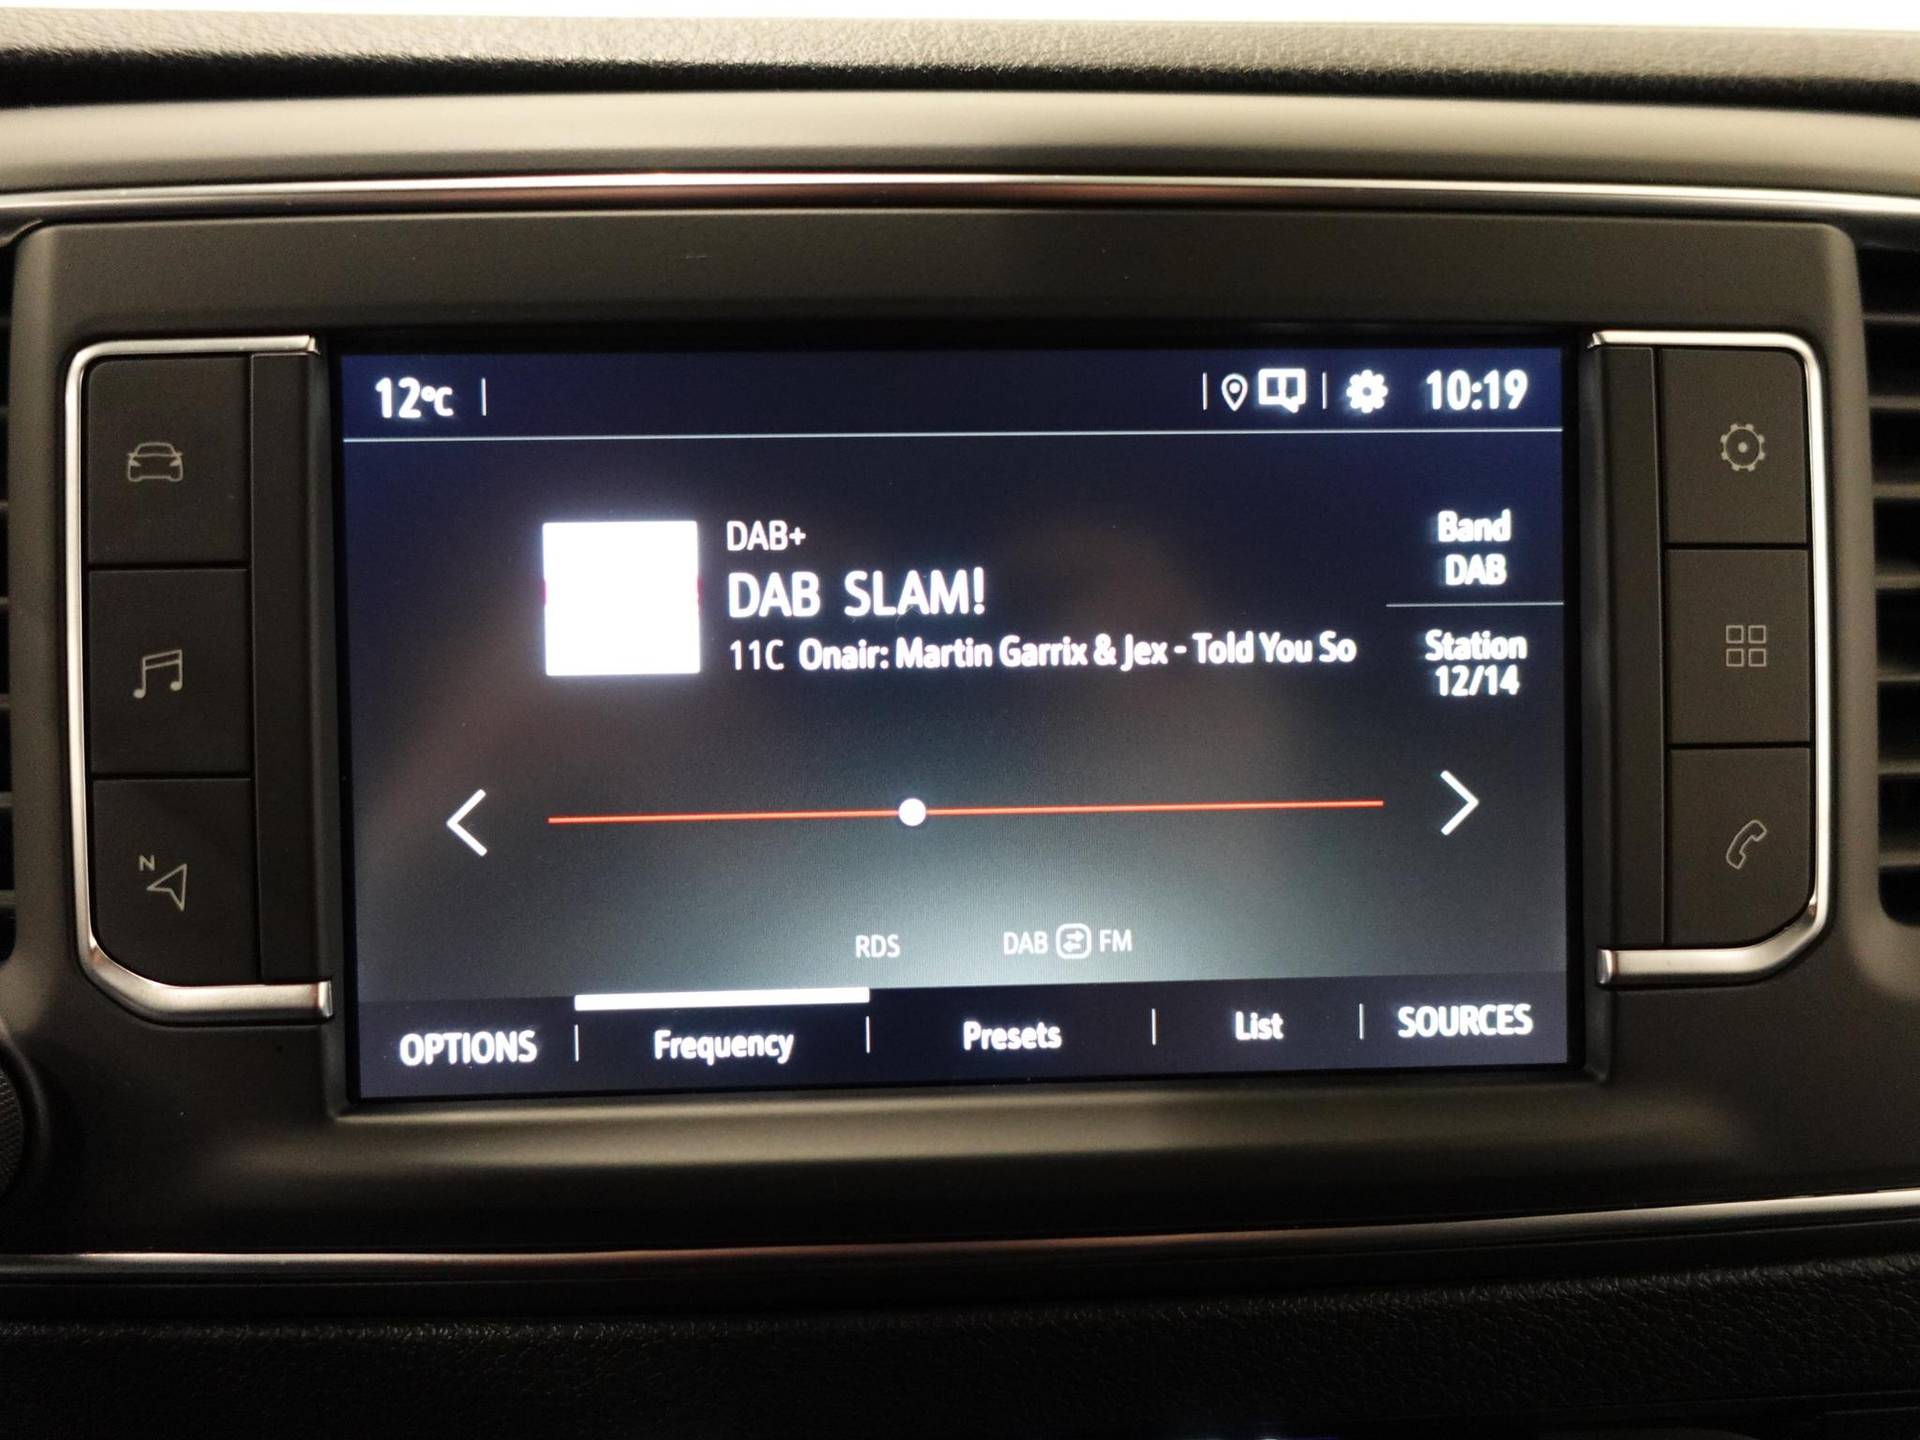 12°C
10:19
DAB+
DAB SLAM!
11C Onair: Martin Garrix & Jex - Told You So
Band
DAB
Station
12/14
N
RDS
DAB FM
OPTIONS
Frequency
Presets
List
SOURCES